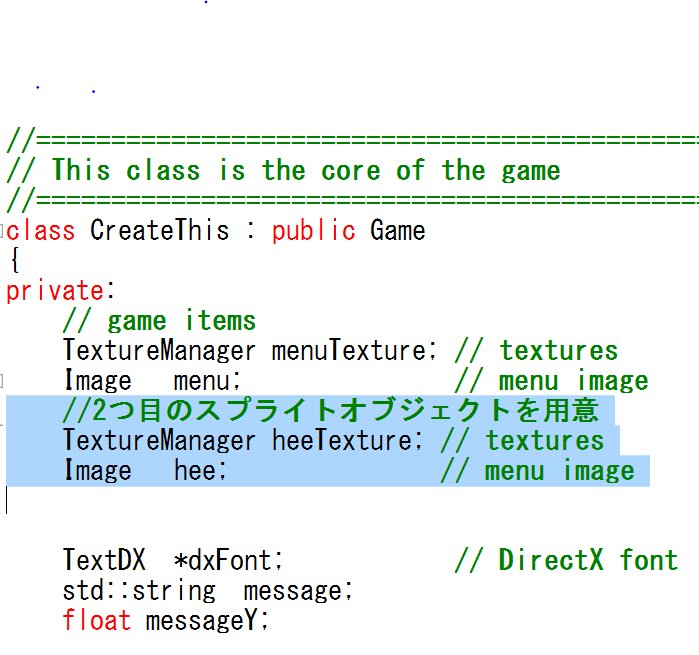 //============================================
// This class is the core of the game
//============================================
class CreateThis : public Game
{
private:
    // game items
    TextureManager menuTexture; // textures
    Image   menu;               // menu image
    //2つ目のスプライトオブジェクトを用意
    TextureManager heeTexture; // textures
    Image   hee;               // menu image
    TextDX  *dxFont;            // DirectX font
    std::string  message;
    float messageY;